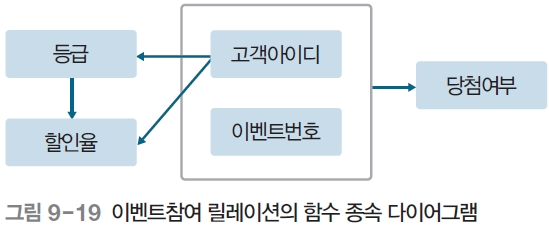 등급
고객아이디
당첨여부
할인율
이벤트번호
그림 9-19 이벤트참여 릴레이션의 함수 종속 다이어그램